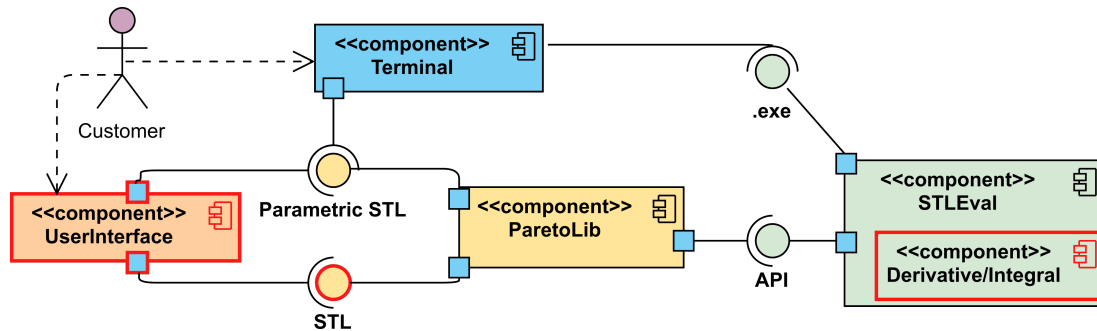 <<component>>
Terminal
.exe
Customer
<<component>>
UserInterface
Parametric STL
<<component>>
ParetoLib
<<component>>
STLEval
<<component>>
Derivative/Integral
API
STL